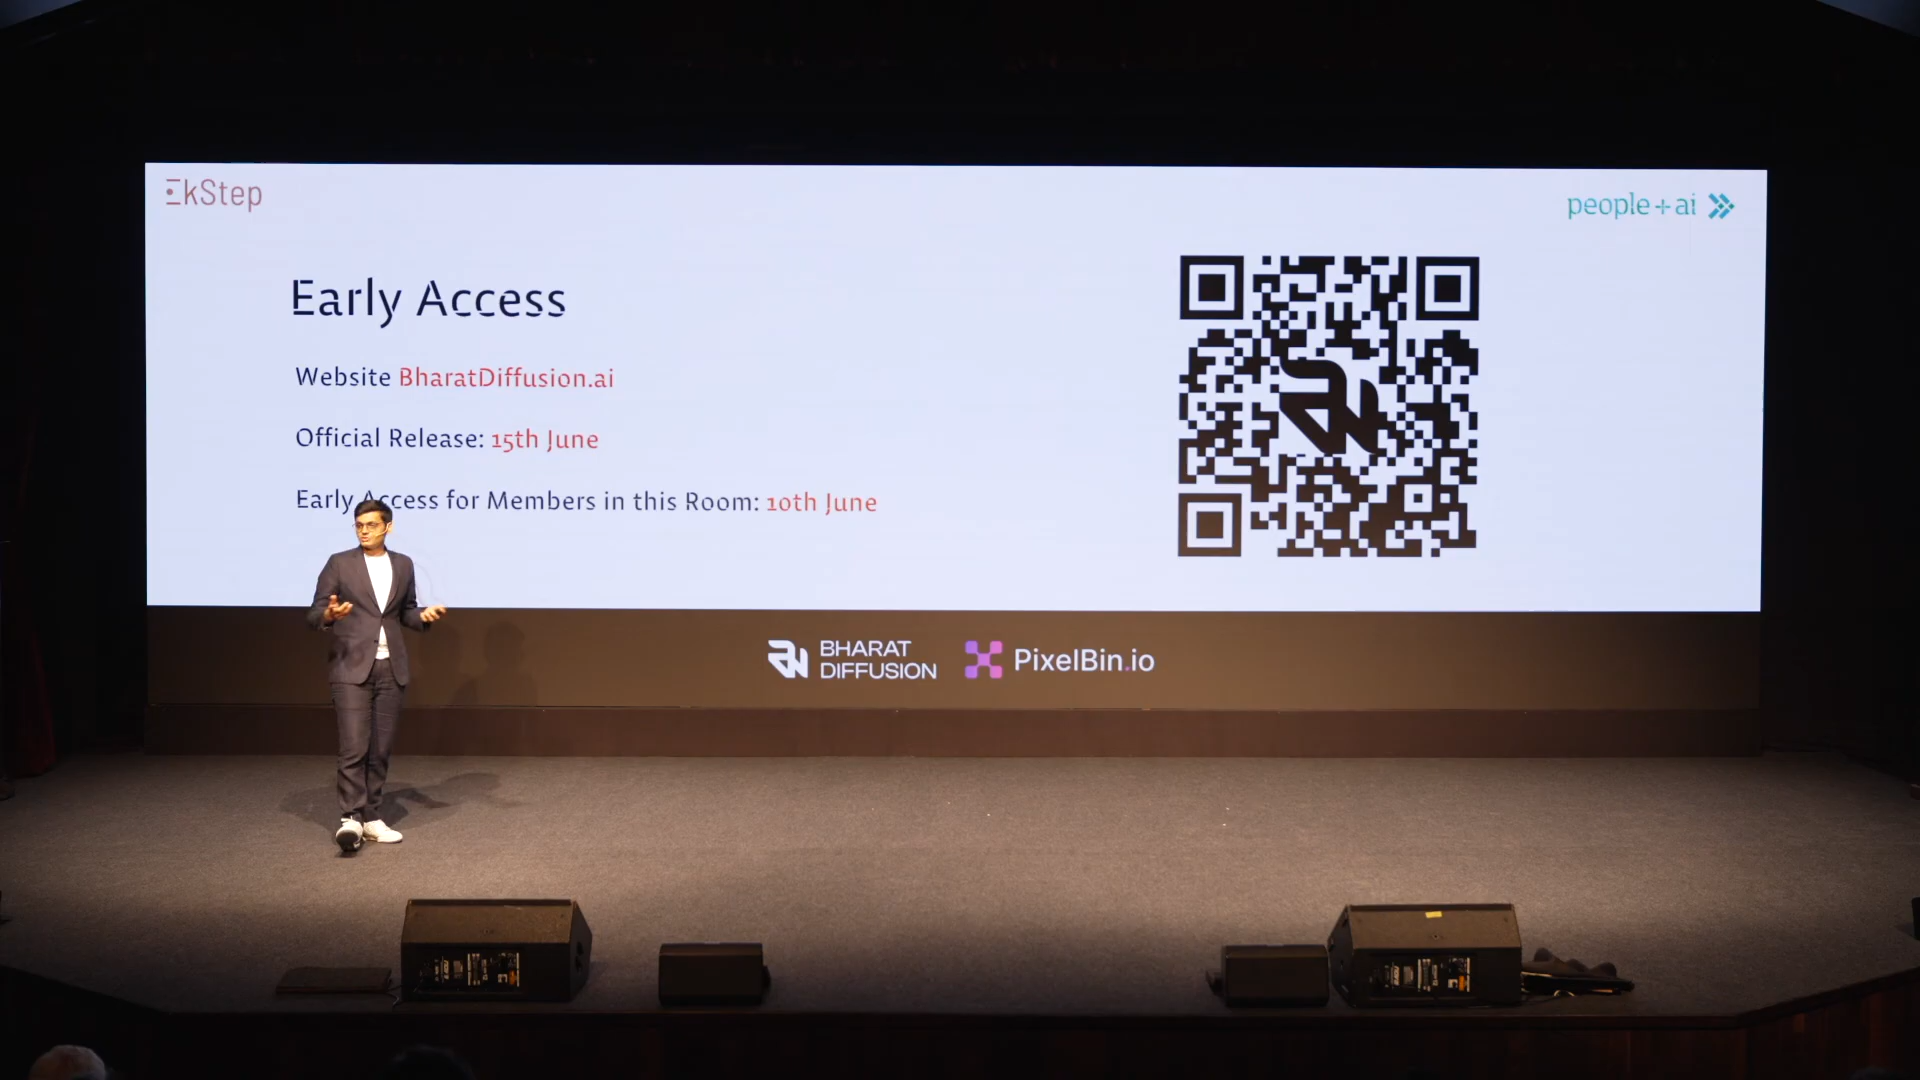 EkStep
people+ai
Early Access
Website BharatDiffusion.ai
Official Release: 15th June
Early Access for Members in this Room: 10th June
BHARAT
DIFFUSION
PixelBin.io